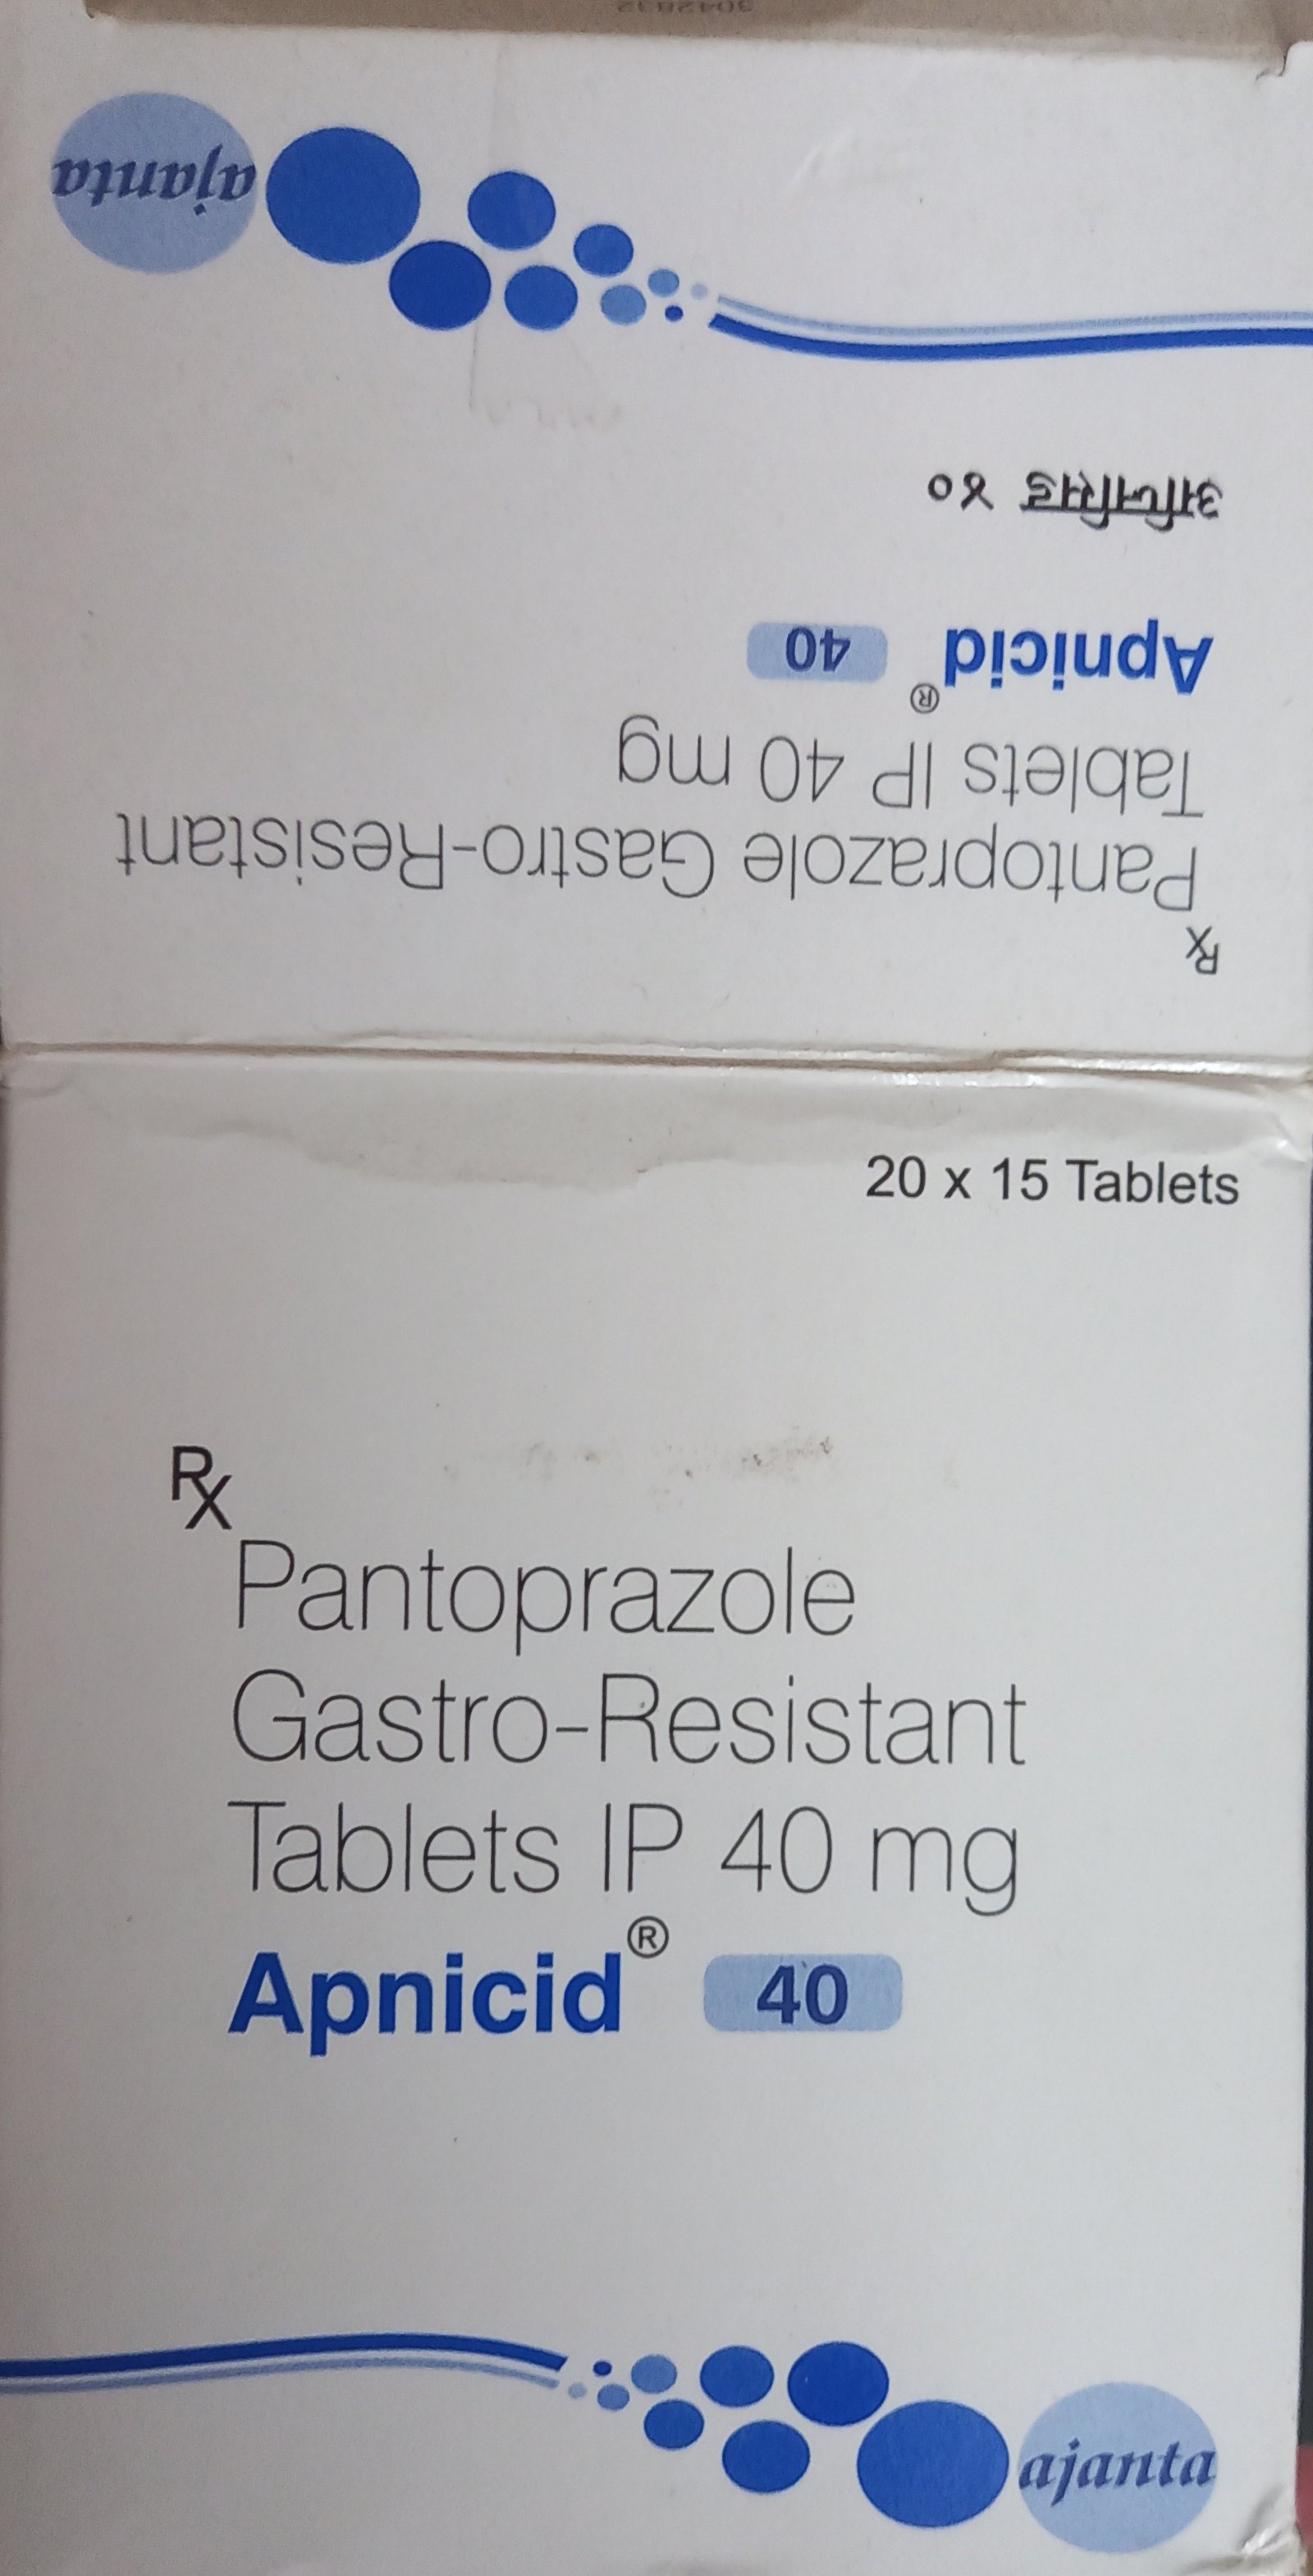 ajanta
अप्निसिड ४०
Apnicid® 40
Tablets IP 40 mg
Pantoprazole Gastro-Resistant
Rx
20 x 15 Tablets
Rx
Pantoprazole
Gastro-Resistant
Tablets IP 40 mg
Apnicid® 40
ajanta